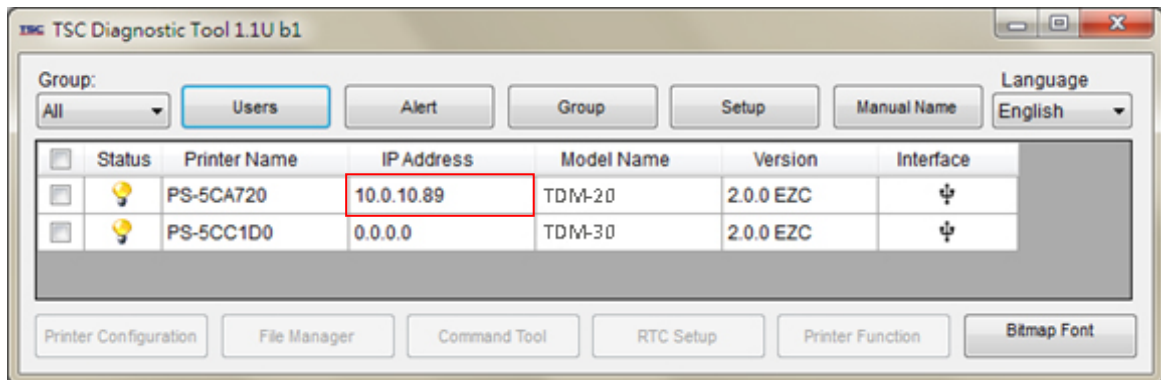 TSC TSC Diagnostic Tool 1.1U b1
Group: Language
All Users Alert Group Setup Manual Name English
Status Printer Name IP Address Model Name Version Interface
PS-5CA720 10.0.10.89 TDM-20 2.0.0 EZC
PS-5CC1D0 0.0.0.0 TDM-30 2.0.0 EZC
Printer Configuration File Manager Command Tool RTC Setup Printer Function Bitmap Font